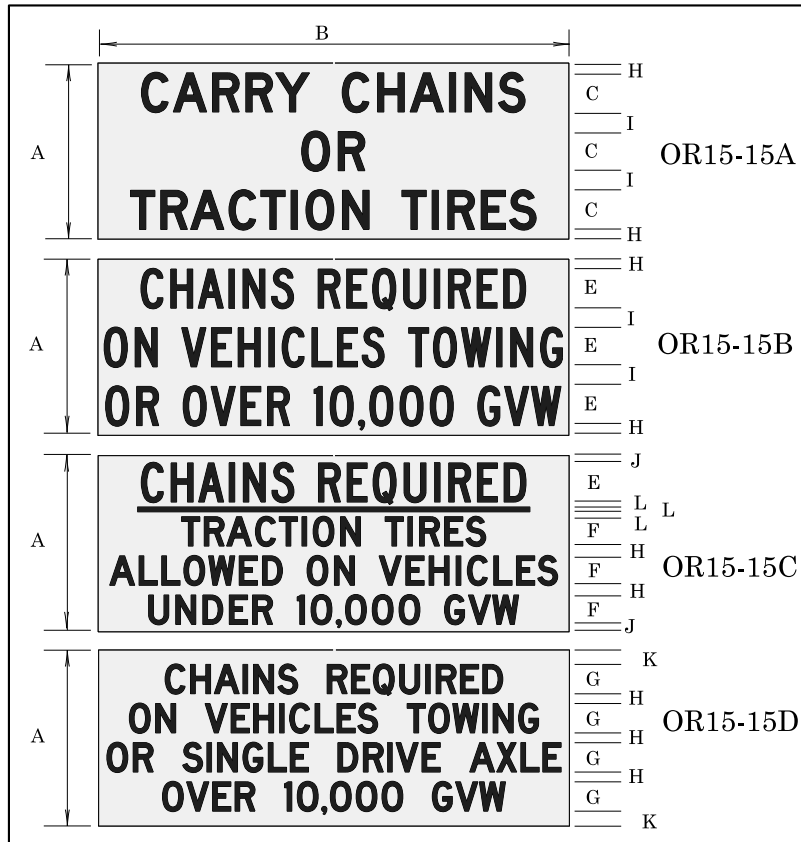 B
A
CARRY CHAINS
OR
TRACTION TIRES
H
C
I
C
I
C
H
OR15-15A
A
CHAINS REQUIRED
ON VEHICLES TOWING
OR OVER 10,000 GVW
H
E
I
E
I
E
H
OR15-15B
A
CHAINS REQUIRED
TRACTION TIRES
ALLOWED ON VEHICLES
UNDER 10,000 GVW
J
E
L
L
L
F
H
F
H
F
J
OR15-15C
A
CHAINS REQUIRED
ON VEHICLES TOWING
OR SINGLE DRIVE AXLE
OVER 10,000 GVW
K
G
H
G
H
G
H
G
K
OR15-15D